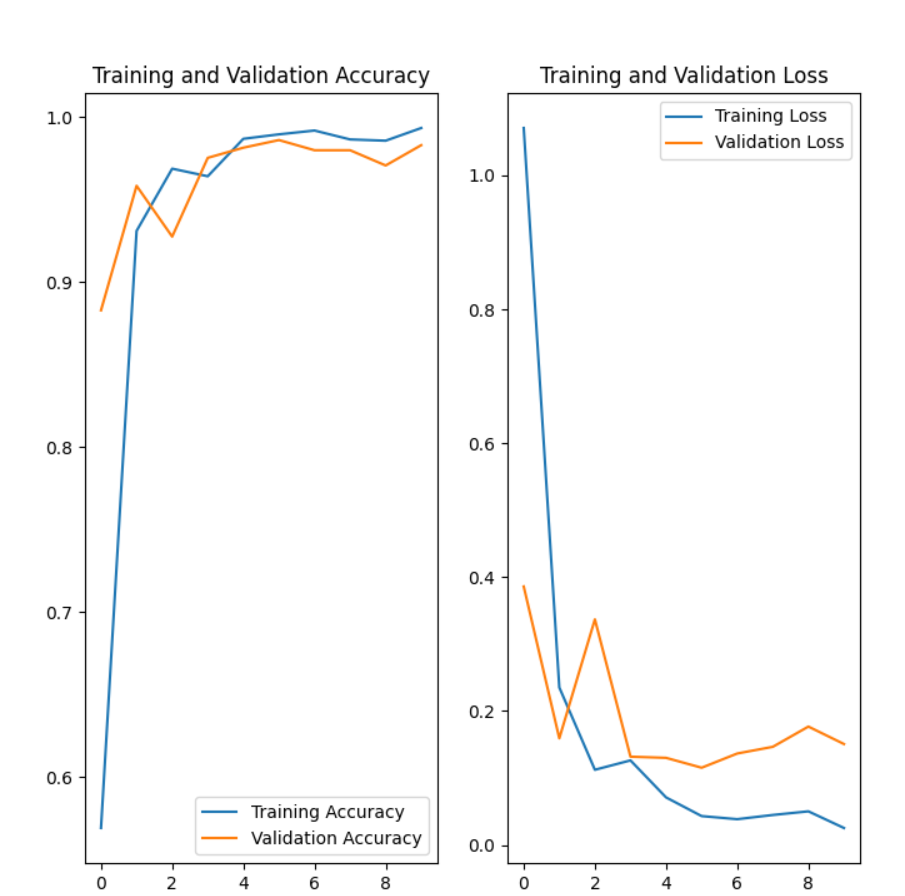 Training and Validation Accuracy
1.0
0.9
0.8
0.7
0.6
Training Accuracy
Validation Accuracy
0 2 4 6 8
Training and Validation Loss
Training Loss
Validation Loss
1.0
0.8
0.6
0.4
0.2
0.0
0 2 4 6 8